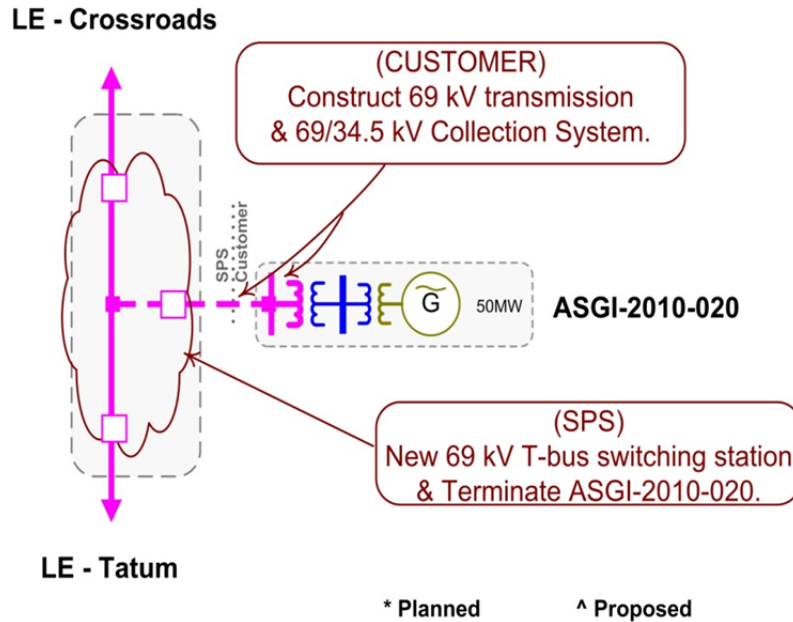 LE - Crossroads
(CUSTOMER)
Construct 69 kV transmission
& 69/34.5 kV Collection System.
SPS
Customer
G
50MW
ASGI-2010-020
(SPS)
New 69 kV T-bus switching station
& Terminate ASGI-2010-020.
LE - Tatum
* Planned
^ Proposed